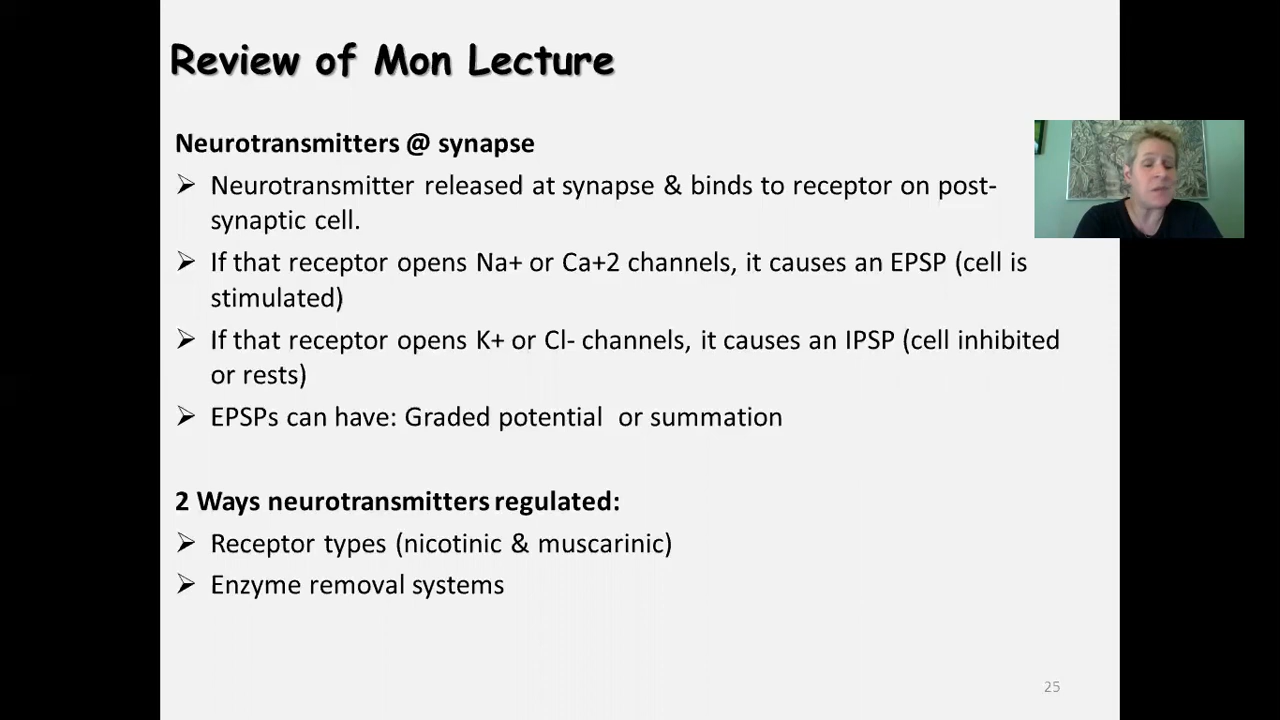 Review of Mon Lecture
Neurotransmitters @ synapse
➢ Neurotransmitter released at synapse & binds to receptor on post-
synaptic cell.
➢ If that receptor opens Na+ or Ca+2 channels, it causes an EPSP (cell is
stimulated)
➢ If that receptor opens K+ or Cl- channels, it causes an IPSP (cell inhibited
or rests)
➢ EPSPs can have: Graded potential  or summation
2 Ways neurotransmitters regulated:
➢ Receptor types (nicotinic & muscarinic)
➢ Enzyme removal systems
25